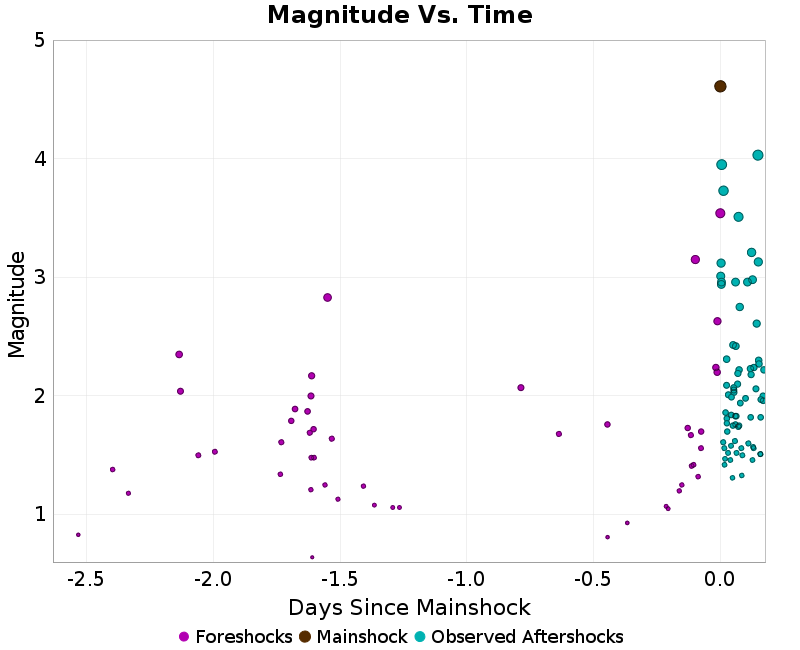 Magnitude Vs. Time
5
4
3
2
1
Magnitude
-2.5 -2.0 -1.5 -1.0 -0.5 0.0
Days Since Mainshock
Foreshocks Mainshock Observed Aftershocks